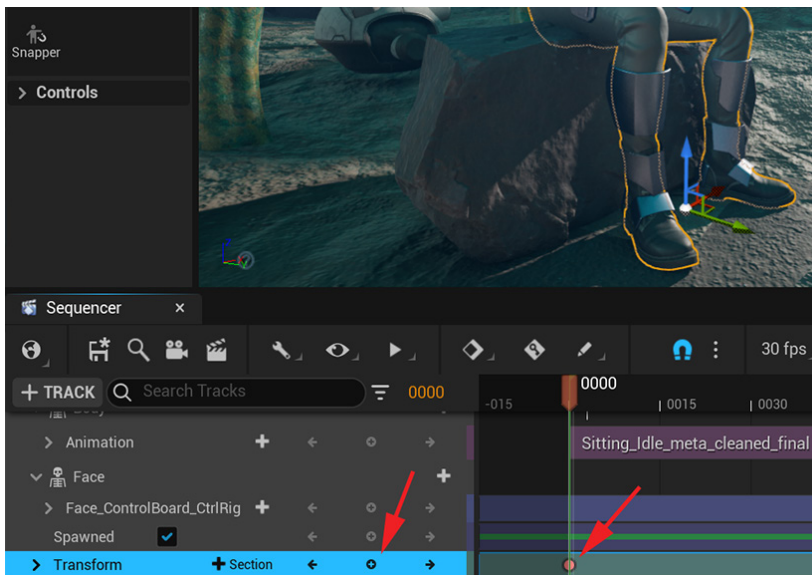 Snapper
Controls
Sequencer
30 fps
TRACK
Search Tracks
0000
0000
-015
0015
0030
Body
Animation
Sitting_Idle_meta_cleaned_final
Face
Face_ControlBoard_CtrlRig
Spawned
Transform
Section